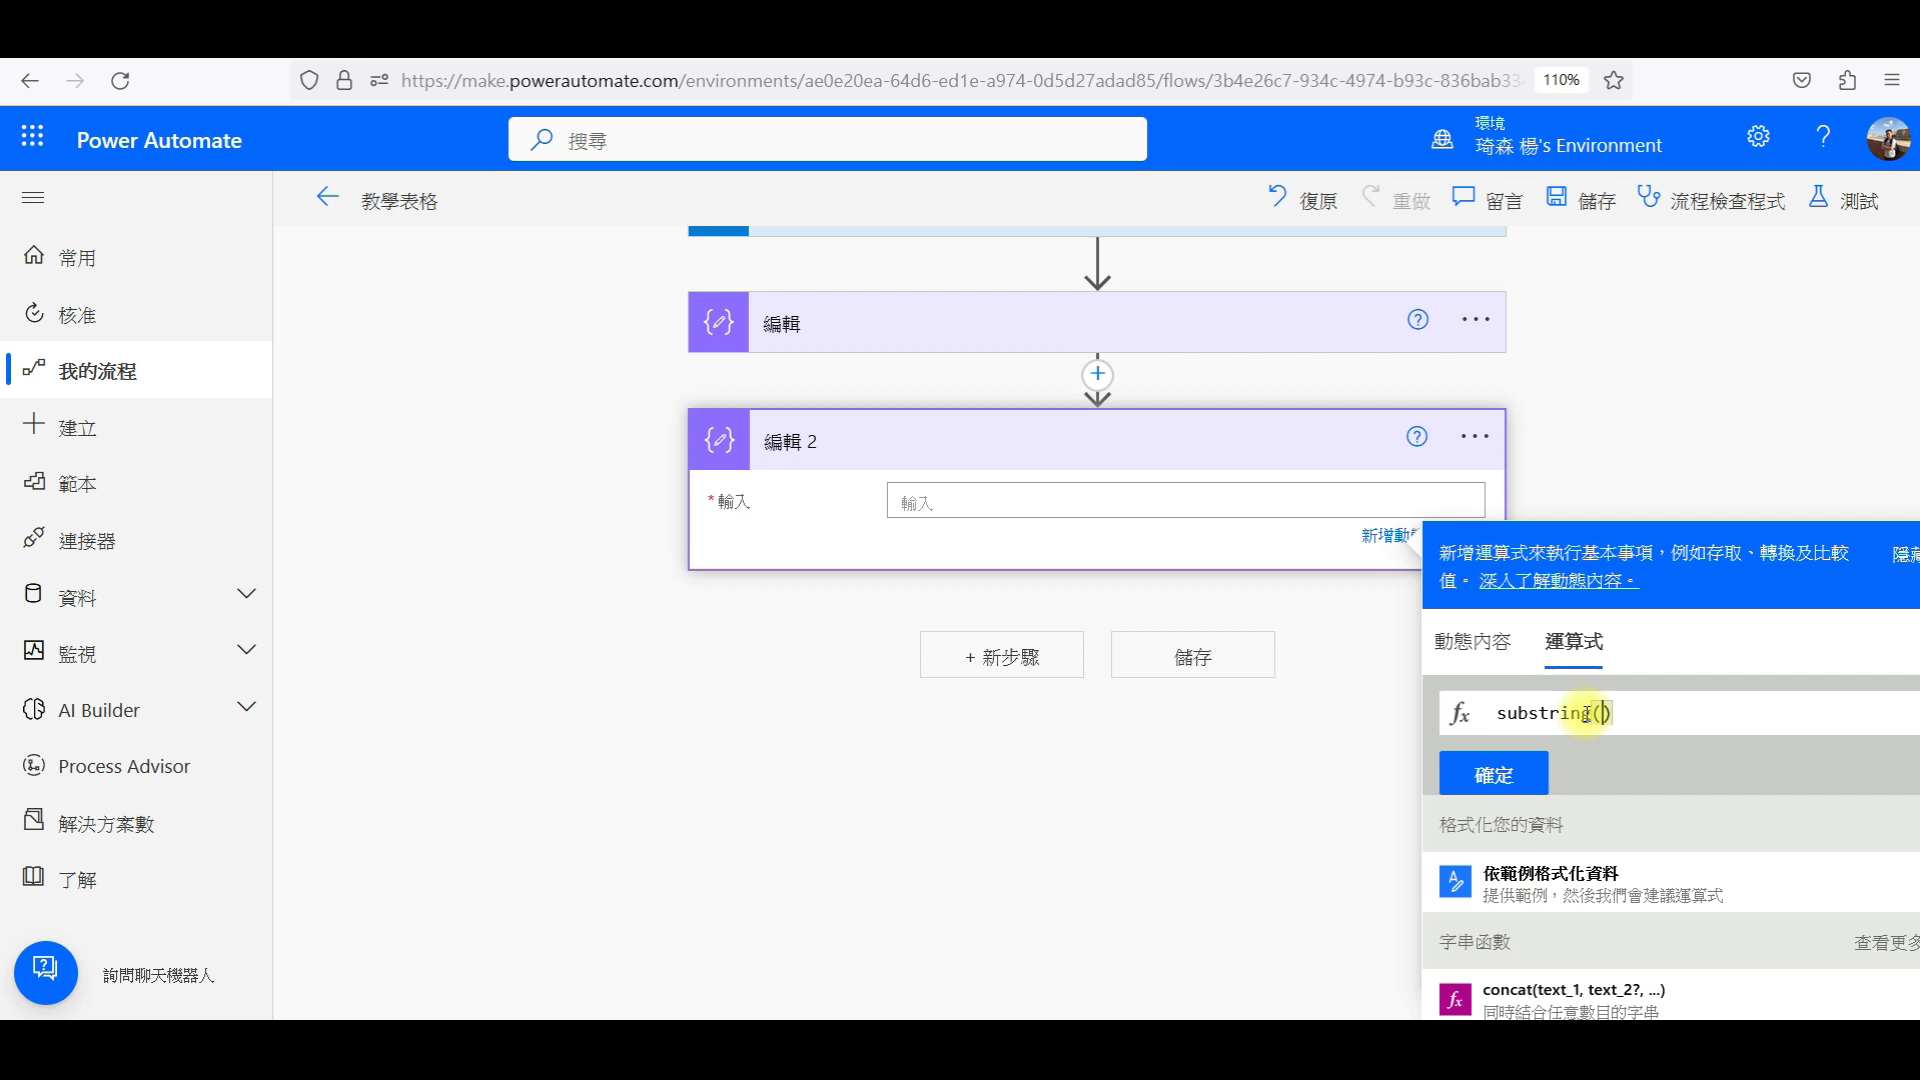 https://make.powerautomate.com/environments/ae0e20ea-64d6-ed1e-a974-0d5d27adad85/flows/3b4e26c7-934c-4974-b93c-836bab33
110%
Power Automate
搜尋
環境
琦森 楊's Environment
教學表格
復原
重做
留言
儲存
流程檢查程式
測試
常用
核准
我的流程
建立
範本
連接器
資料
監視
AI Builder
Process Advisor
解決方案數
了解
詢問聊天機器人
編輯
編輯 2
* 輸入
輸入
新增動
+ 新步驟
儲存
新增運算式來執行基本事項，例如存取、轉換及比較
值。 深入了解動態內容。
隱藏
動態內容
運算式
fx substring()
確定
格式化您的資料
依範例格式化資料
提供範例，然後我們會建議運算式
字串函數
查看更多
fx concat(text_1, text_2?, ...)
同時結合任意數目的字串